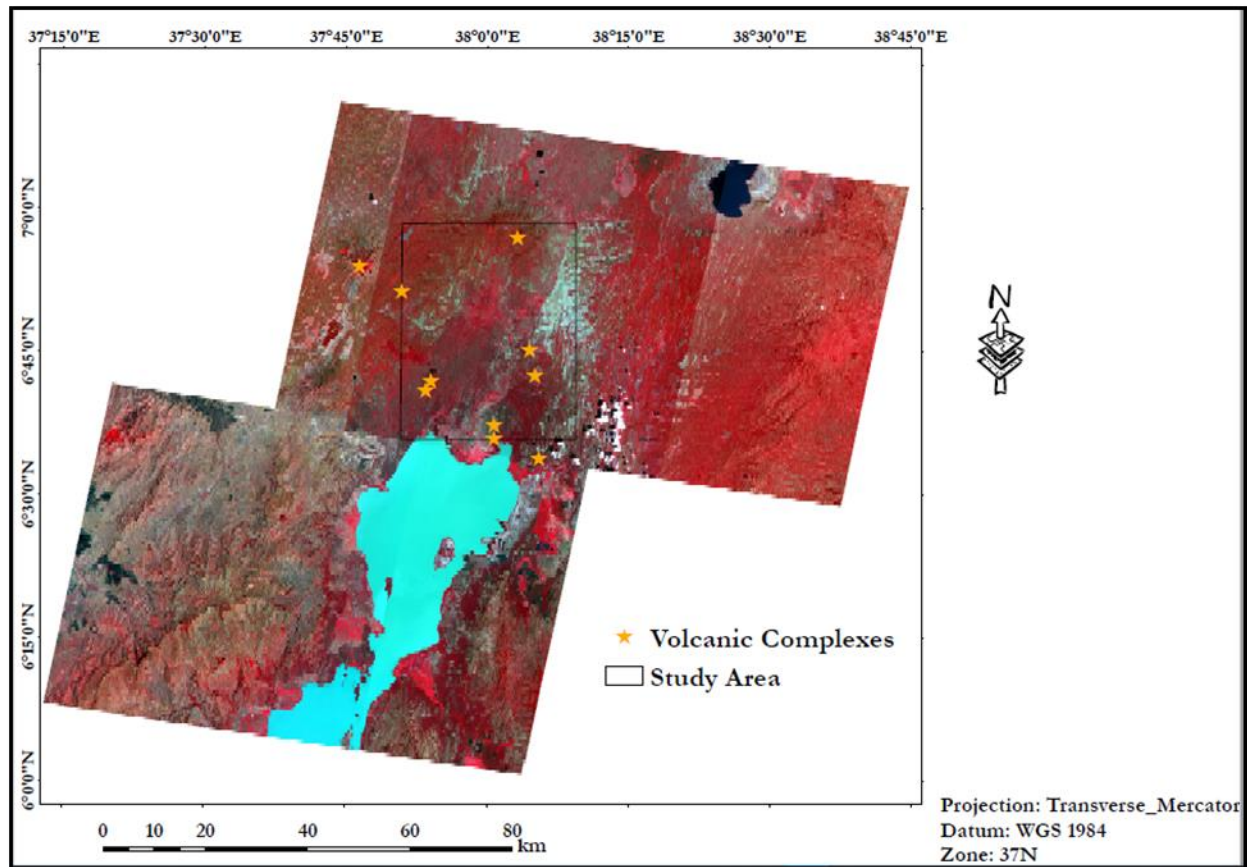 37°15'0"E 37°30'0"E 37°45'0"E 38°0'0"E 38°15'0"E 38°30'0"E 38°45'0"E
7°0'0"N
N
6°45'0"N
6°30'0"N
6°15'0"N
Volcanic Complexes
Study Area
6°0'0"N
Projection: Transverse_Mercator
Datum: WGS 1984
Zone: 37N
0 10 20 40 60 80
km